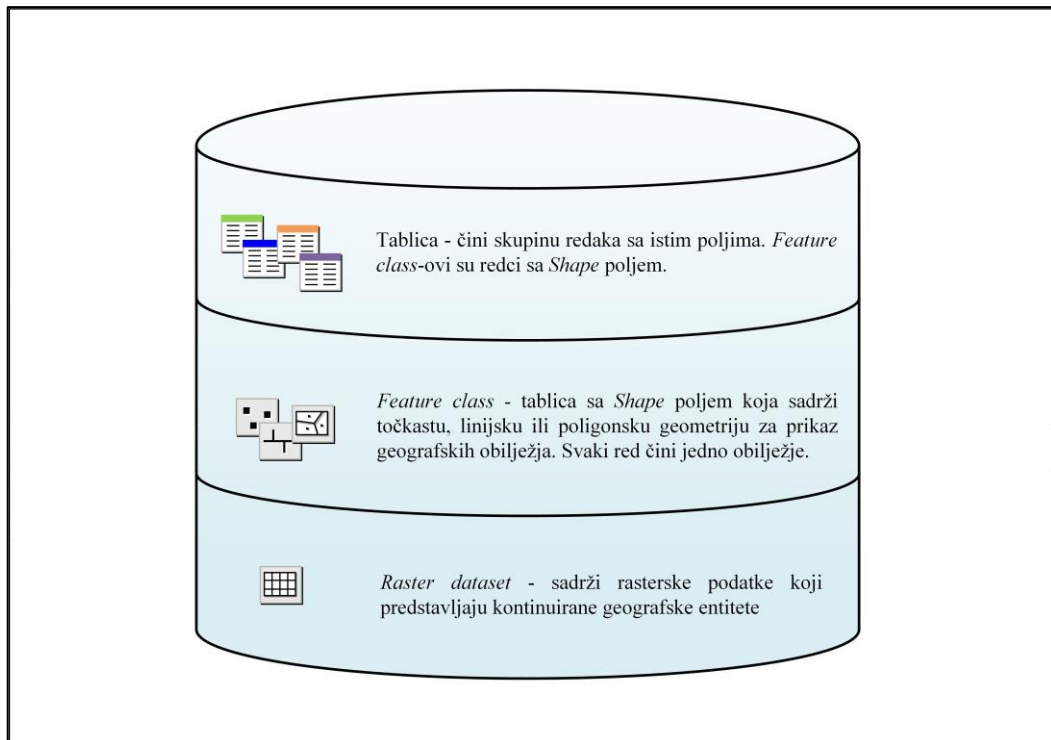 Tablica - čini skupinu redaka sa istim poljima. Feature
class-ovi su redci sa Shape poljem.
Feature class - tablica sa Shape poljem koja sadrži
točkastu, linijsku ili poligonsku geometriju za prikaz
geografskih obilježja. Svaki red čini jedno obilježje.
Raster dataset - sadrži rasterske podatke koji
predstavljaju kontinuirane geografske entitete